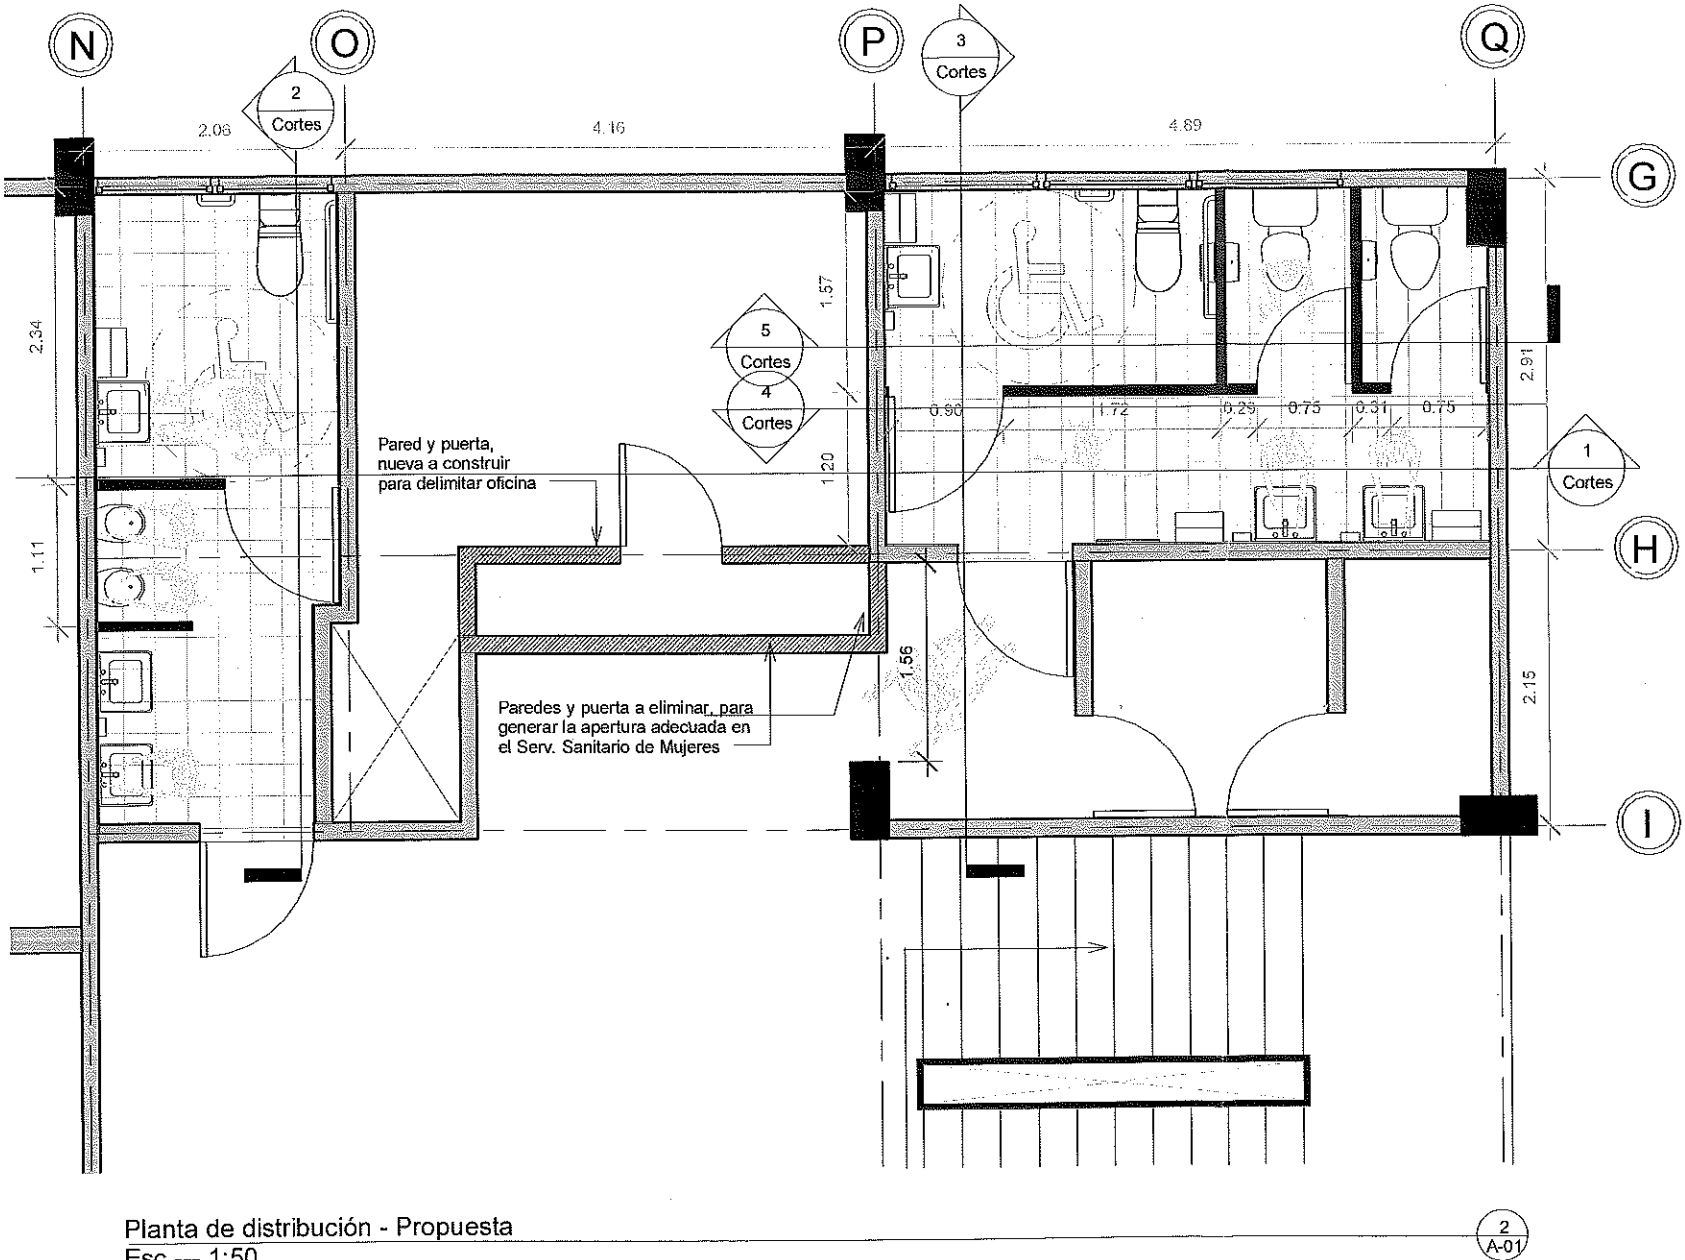 N
O
P
Q
3
Cortes
2
Cortes
2.06
4.16
4.89
G
2.34
1.57
5
Cortes
4
Cortes
2.91
0.90
1.72
0.29
0.75
0.31
0.75
Pared y puerta,
nueva a construir
para delimitar oficina
1.20
1
Cortes
1.11
H
1.56
2.15
Paredes y puerta a eliminar, para
generar la apertura adecuada en
el Serv. Sanitario de Mujeres
I
Planta de distribución - Propuesta
Esc --- 1:50
2
A-01